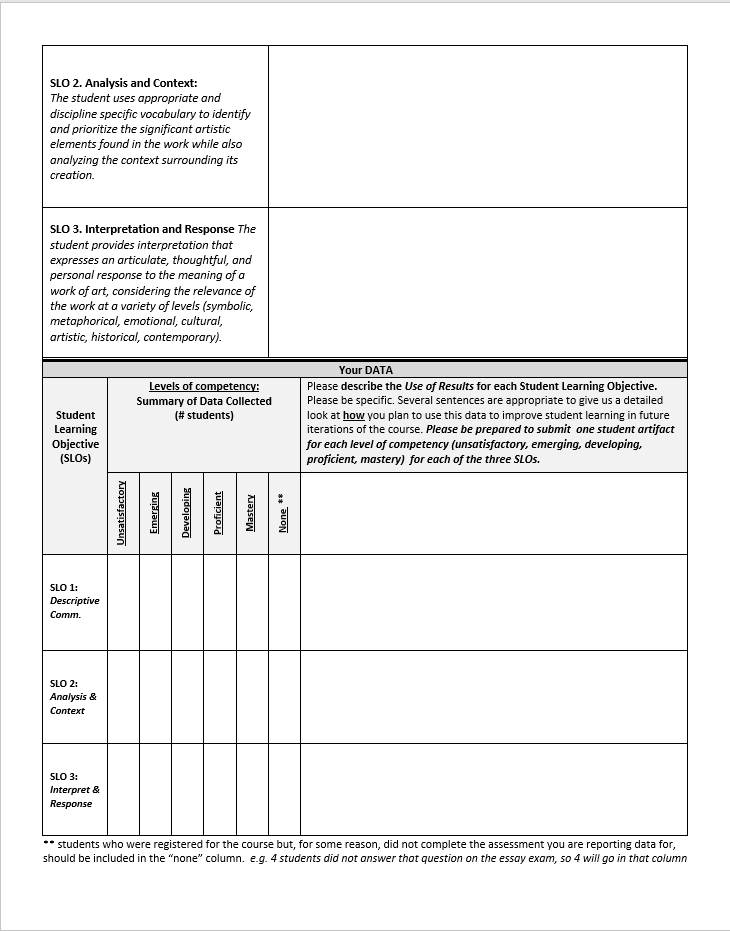 SLO 2. Analysis and Context:
The student uses appropriate and
discipline specific vocabulary to identify
and prioritize the significant artistic
elements found in the work while also
analyzing the context surrounding its
creation.
SLO 3. Interpretation and Response The
student provides interpretation that
expresses an articulate, thoughtful, and
personal response to the meaning of a
work of art, considering the relevance of
the work at a variety of levels (symbolic,
metaphorical, emotional, cultural,
artistic, historical, contemporary).
Your DATA
Student
Learning
Objective
(SLOs)
Levels of competency:
Summary of Data Collected
(# students)
Please describe the Use of Results for each Student Learning Objective.
Please be specific. Several sentences are appropriate to give us a detailed
look at how you plan to use this data to improve student learning in future
iterations of the course. Please be prepared to submit one student artifact
for each level of competency (unsatisfactory, emerging, developing,
proficient, mastery) for each of the three SLOs.
Unsatisfactory
Emerging
Developing
Proficient
Mastery
None **
SLO 1:
Descriptive
Comm.
SLO 2:
Analysis &
Context
SLO 3:
Interpret &
Response
** students who were registered for the course but, for some reason, did not complete the assessment you are reporting data for,
should be included in the “none” column. e.g. 4 students did not answer that question on the essay exam, so 4 will go in that column